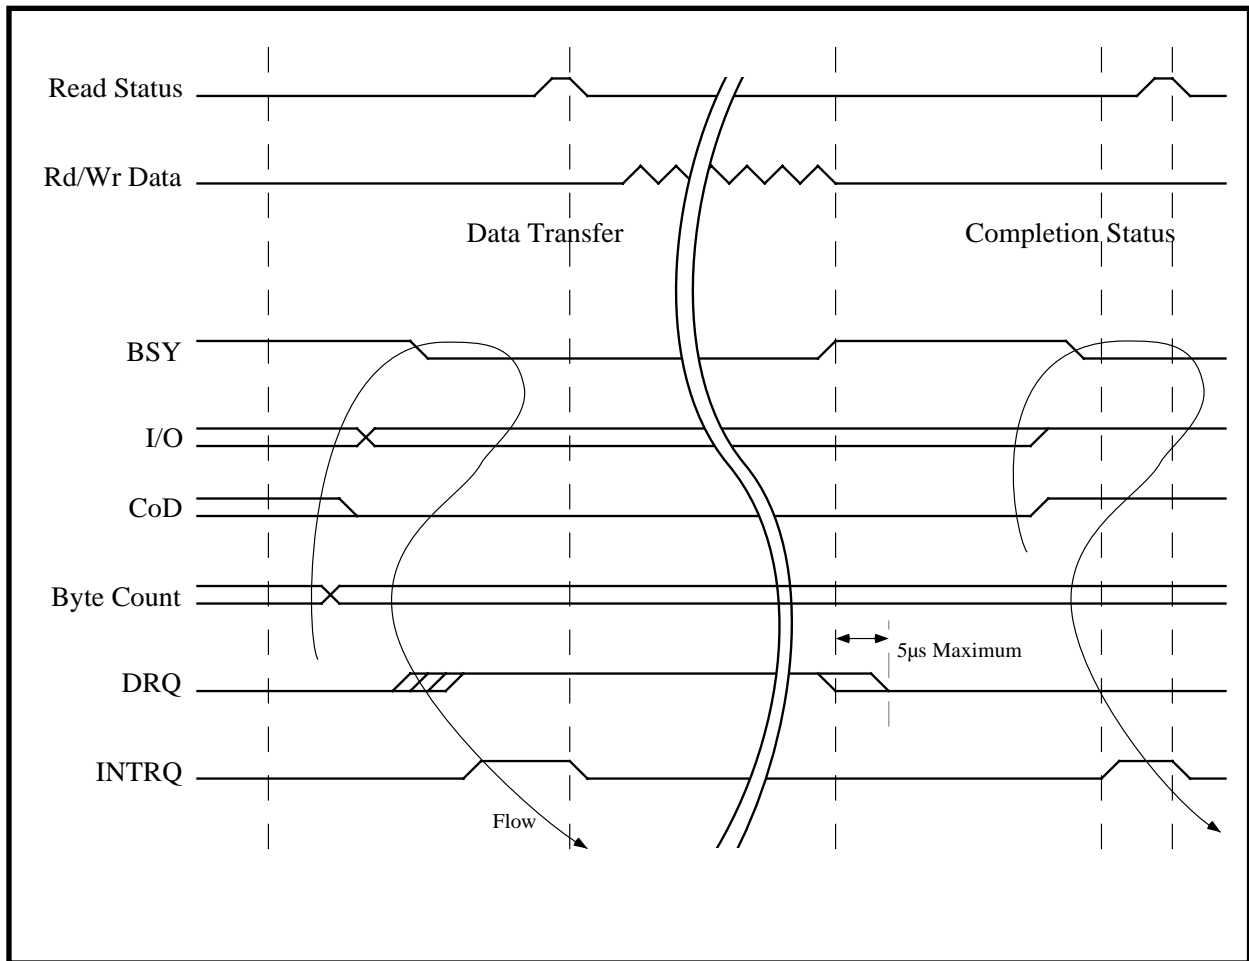 Read Status
Rd/Wr Data
Data Transfer
Completion Status
BSY
I/O
CoD
Byte Count
5µs Maximum
DRQ
INTRQ
Flow